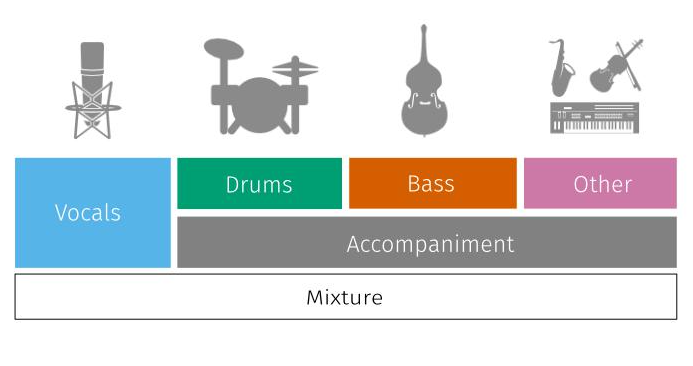 Vocals
Drums
Bass
Other
Accompaniment
Mixture